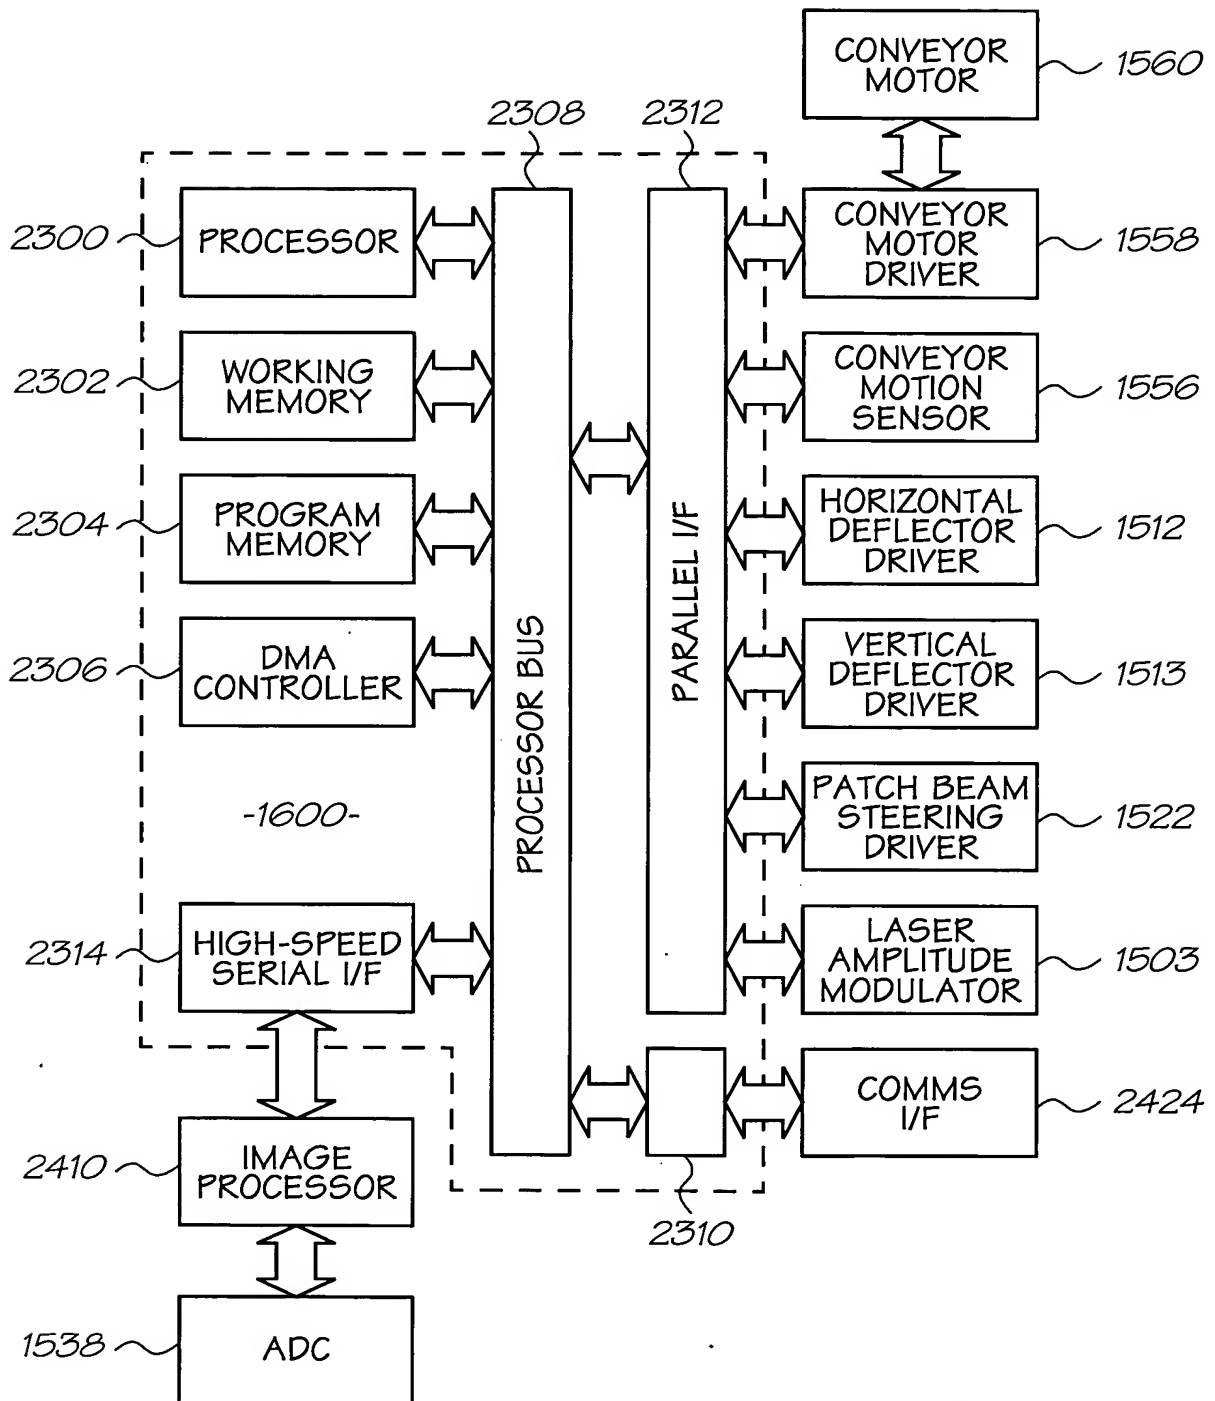 CONVEYOR
MOTOR
1560
2308
2312
2300
PROCESSOR
CONVEYOR
MOTOR
DRIVER
1558
2302
WORKING
MEMORY
CONVEYOR
MOTION
SENSOR
1556
2304
PROGRAM
MEMORY
HORIZONTAL
DEFLECTOR
DRIVER
1512
PROCESSOR BUS
PARALLEL I/F
2306
DMA
CONTROLLER
VERTICAL
DEFLECTOR
DRIVER
1513
-1600-
PATCH BEAM
STEERING
DRIVER
1522
2314
HIGH-SPEED
SERIAL I/F
LASER
AMPLITUDE
MODULATOR
1503
COMMS
I/F
2424
2410
IMAGE
PROCESSOR
2310
1538
ADC